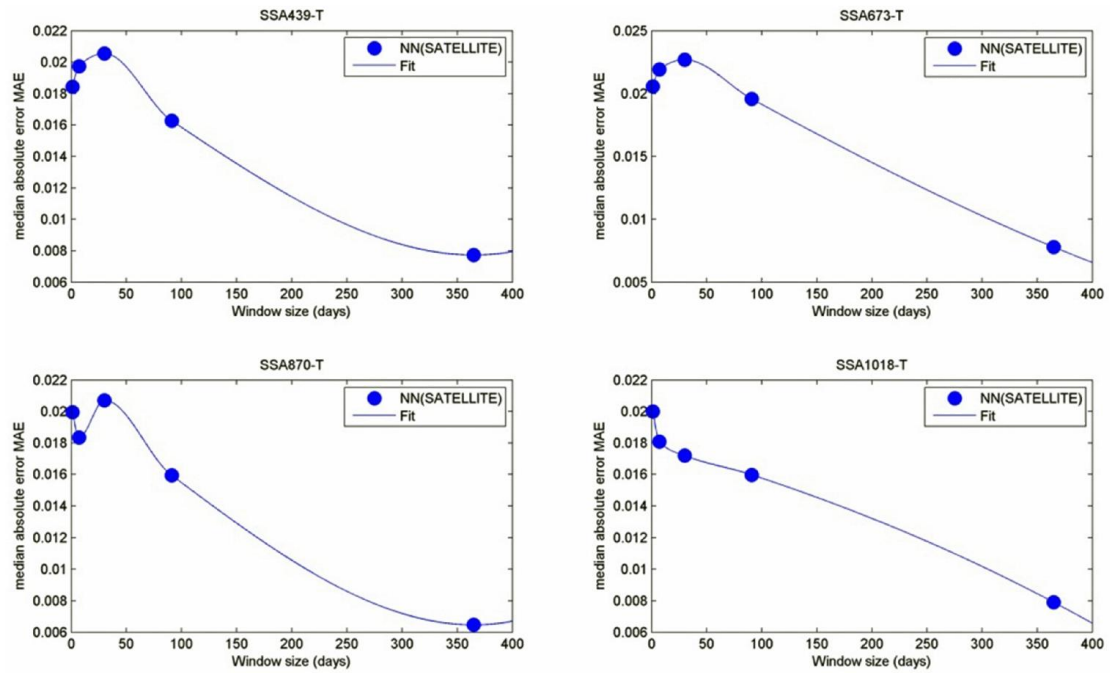 SSA439-T
0.022
0.02
0.018
0.016
0.014
0.012
0.01
0.008
0.006
median absolute error MAE
NN(SATELLITE)
Fit
0 50 100 150 200 250 300 350 400
Window size (days)
SSA673-T
0.025
0.02
0.015
0.01
0.005
median absolute error MAE
NN(SATELLITE)
Fit
0 50 100 150 200 250 300 350 400
Window size (days)
SSA870-T
0.022
0.02
0.018
0.016
0.014
0.012
0.01
0.008
0.006
median absolute error MAE
NN(SATELLITE)
Fit
0 50 100 150 200 250 300 350 400
Window size (days)
SSA1018-T
0.022
0.02
0.018
0.016
0.014
0.012
0.01
0.008
0.006
median absolute error MAE
NN(SATELLITE)
Fit
0 50 100 150 200 250 300 350 400
Window size (days)